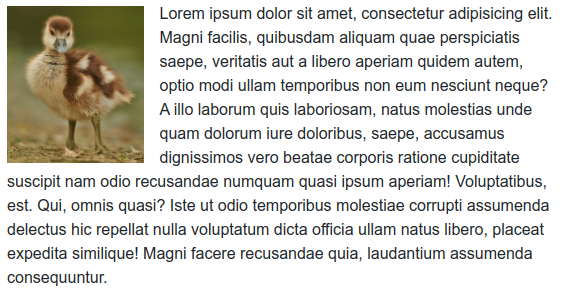 Lorem ipsum dolor sit amet, consectetur adipisicing elit.
Magni facilis, quibusdam aliquam quae perspiciatis
saepe, veritatis aut a libero aperiam quidem autem,
optio modi ullam temporibus non eum nesciunt neque?
A illo laborum quis laboriosam, natus molestias unde
quam dolorum iure doloribus, saepe, accusamus
dignissimos vero beatae corporis ratione cupiditate
suscipit nam odio recusandae numquam quasi ipsum aperiam! Voluptatibus,
est. Qui, omnis quasi? Iste ut odio temporibus molestiae corrupti assumenda
delectus hic repellat nulla voluptatum dicta officia ullam natus libero, placeat
expedita similique! Magni facere recusandae quia, laudantium assumenda
consequuntur.